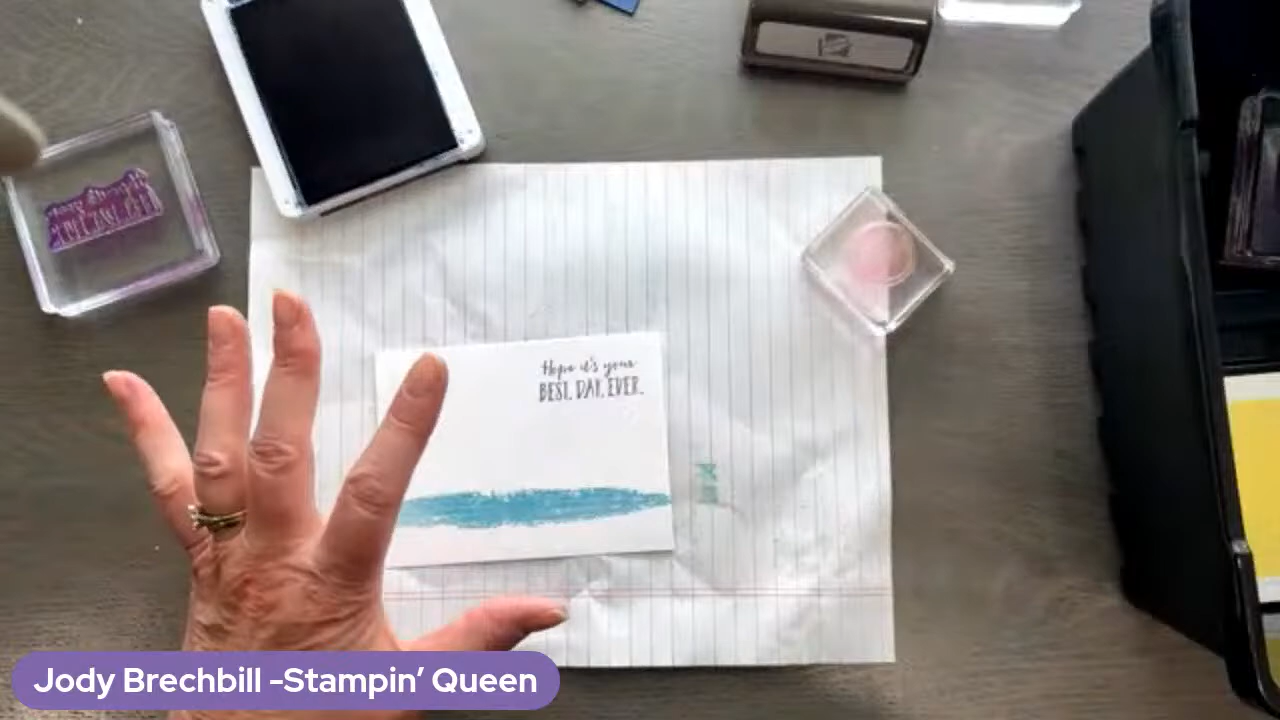 Hope it's your
BEST. DAY. EVER.
Jody Brechbill -Stampin' Queen